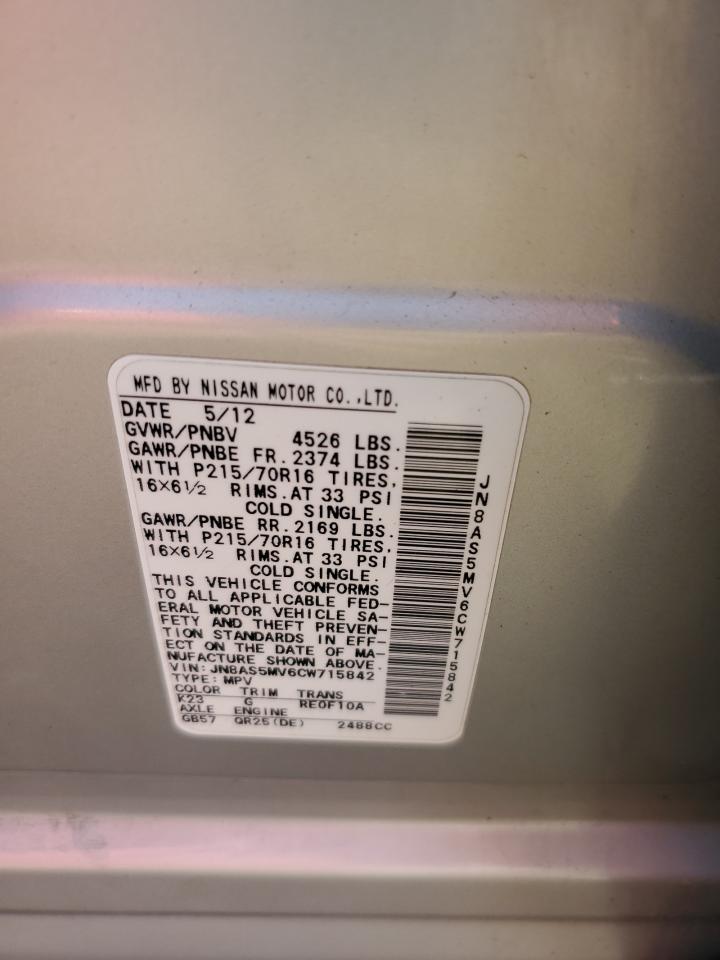 MFD BY NISSAN MOTOR CO.,LTD.
DATE 5/12
GVWR/PNBV 4526 LBS.
GAWR/PNBE FR. 2374 LBS.
WITH P215/70R16 TIRES,
16×6 1/2 RIMS. AT 33 PSI
COLD SINGLE.
GAWR/PNBE RR. 2169 LBS.
WITH P215/70R16 TIRES,
16×6 1/2 RIMS. AT 33 PSI
COLD SINGLE.
THIS VEHICLE CONFORMS
TO ALL APPLICABLE FED-
ERAL MOTOR VEHICLE SA-
FETY AND THEFT PREVEN-
TION STANDARDS IN EFF-
ECT ON THE DATE OF MA-
NUFACTURE SHOWN ABOVE.
VIN: JN8AS5MV6CW715842
TYPE: MPV
COLOR TRIM TRANS
K23 G RE0F10A
AXLE ENGINE
GB57 QR25(DE) 2488CC
JN8AS5MV6CW715842